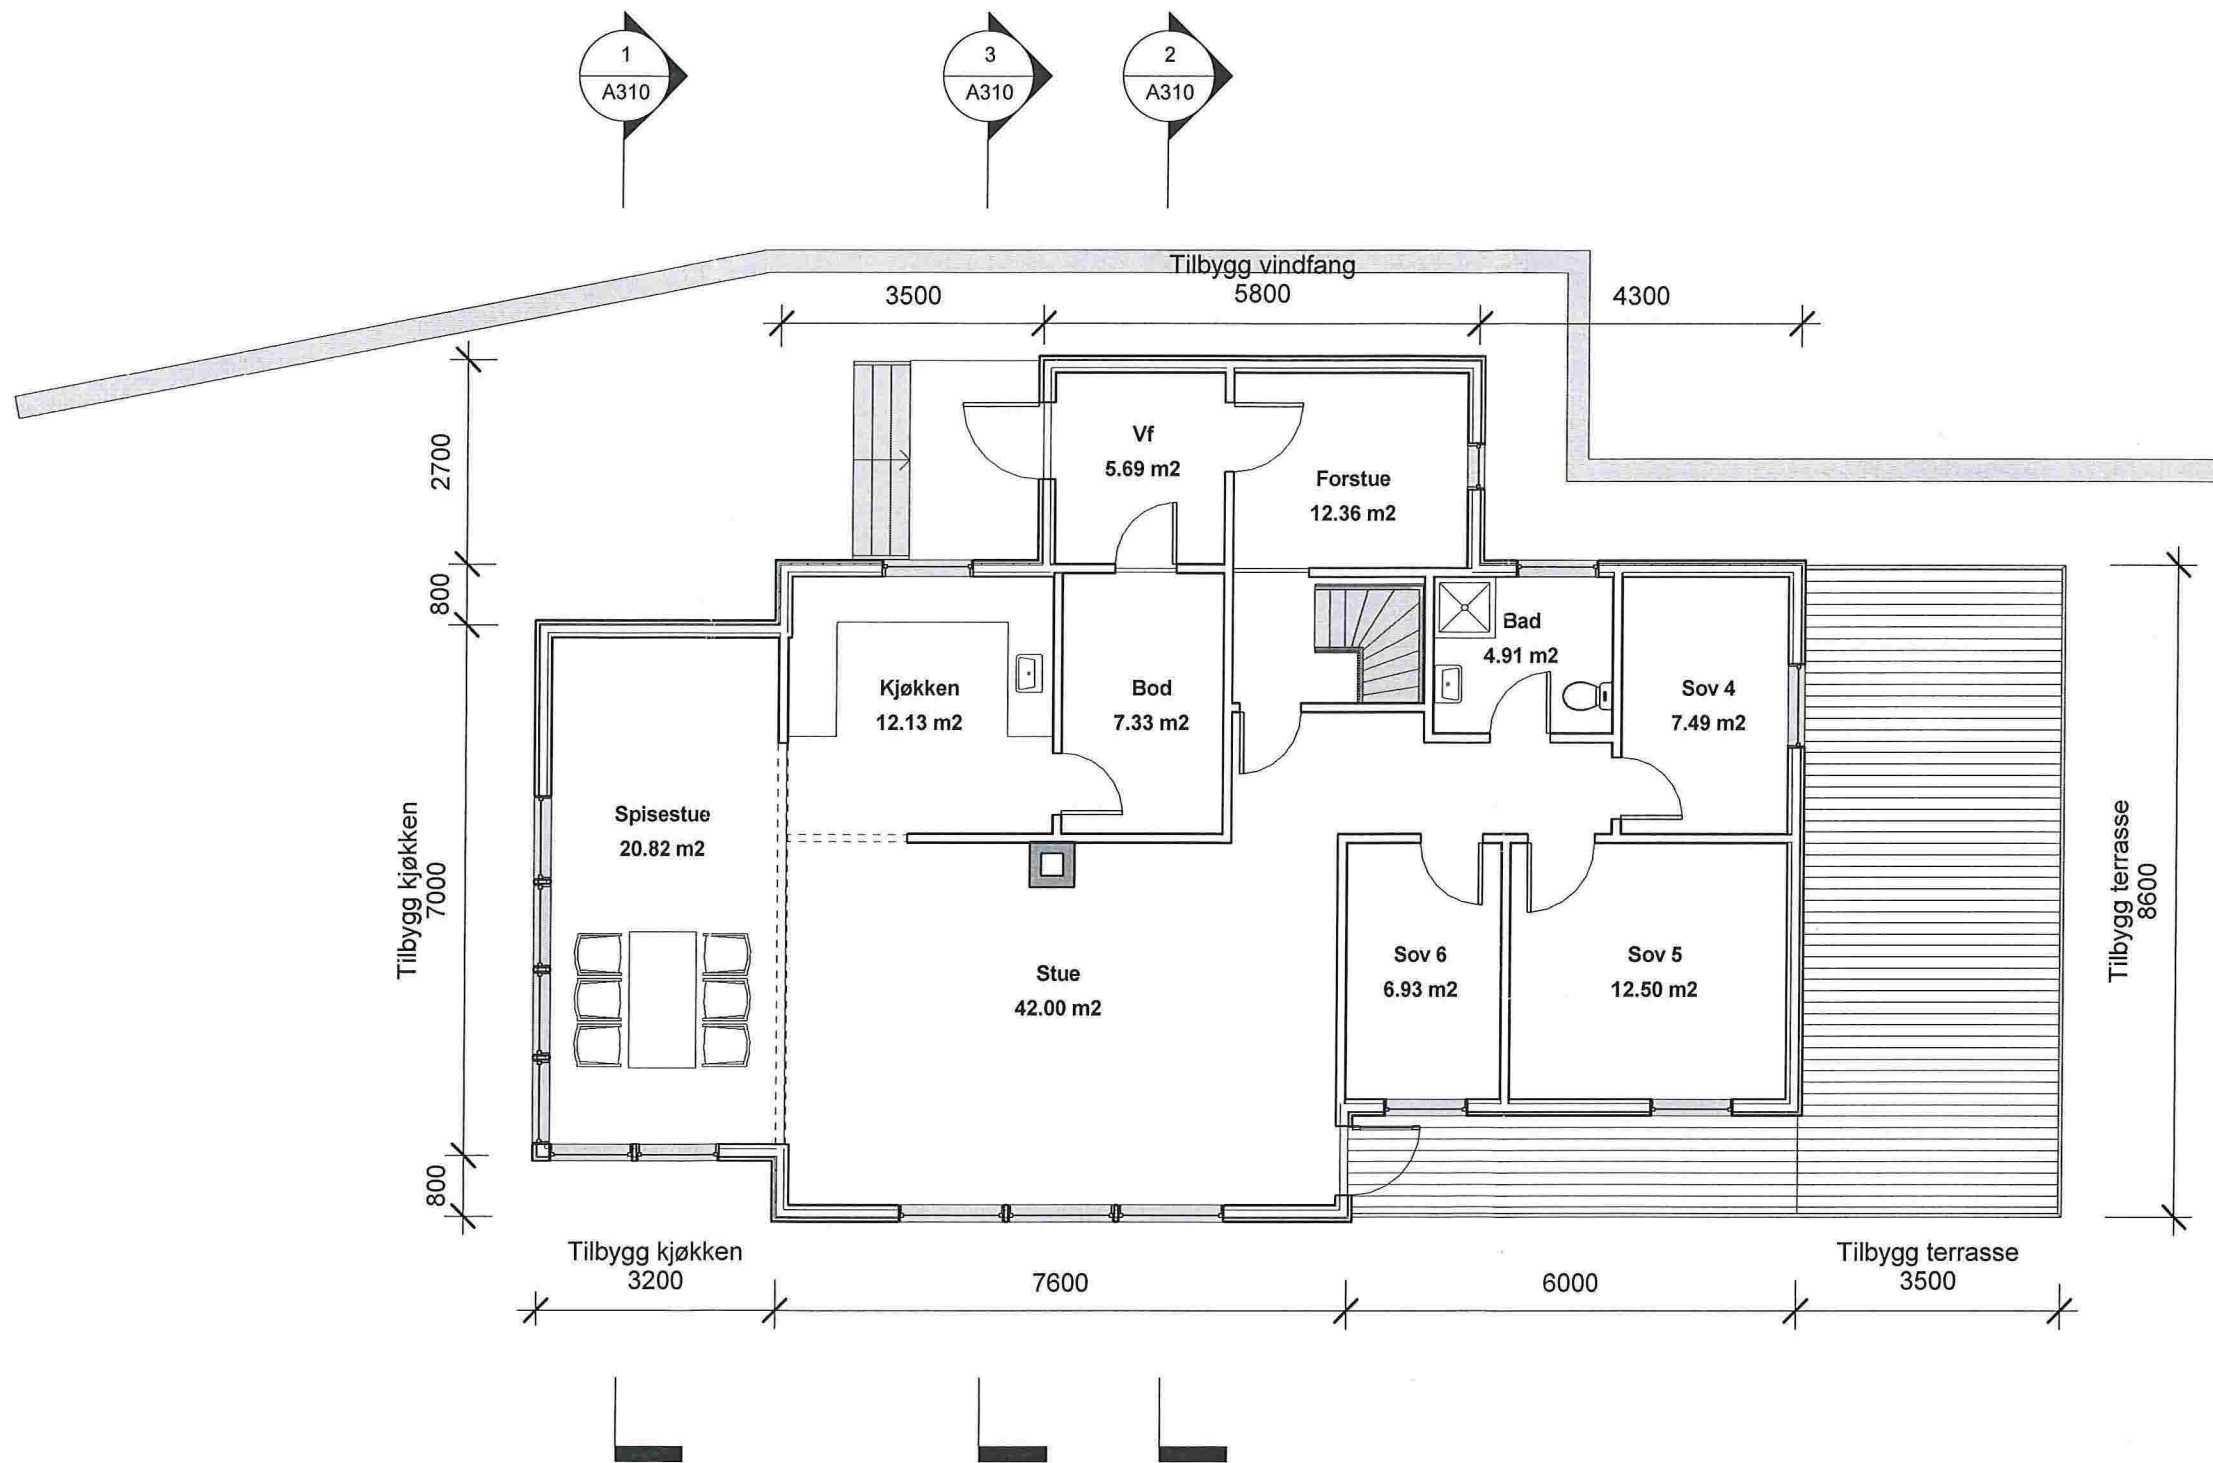 1
A310
3
A310
2
A310
Tilbygg vindfang
3500
5800
4300
2700
800
Tilbygg kjøkken
7000
800
Vf
5.69 m2
Forstue
12.36 m2
Kjøkken
12.13 m2
Bod
7.33 m2
Bad
4.91 m2
Sov 4
7.49 m2
Spisestue
20.82 m2
Stue
42.00 m2
Sov 6
6.93 m2
Sov 5
12.50 m2
Tilbygg terrasse
8600
Tilbygg kjøkken
3200
7600
6000
Tilbygg terrasse
3500